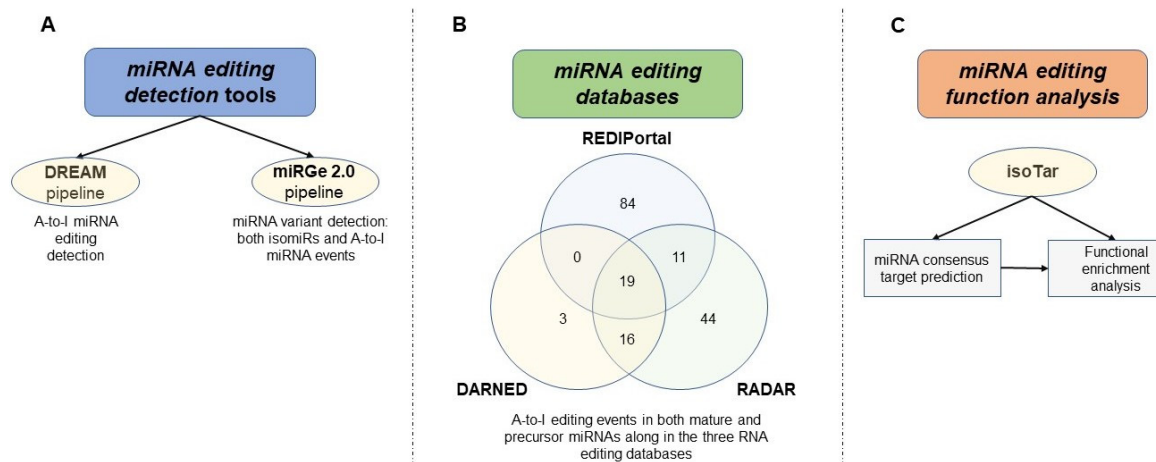 A
miRNA editing
detection tools
DREAM
pipeline
A-to-I miRNA
editing
detection
miRGe 2.0
pipeline
miRNA variant detection:
both isomiRs and A-to-I
miRNA events
B
miRNA editing
databases
REDIPortal
84
0
11
19
3
16
44
DARNED
RADAR
A-to-I editing events in both mature and
precursor miRNAs along in the three RNA
editing databases
C
miRNA editing
function analysis
isoTar
miRNA consensus
target prediction
Functional
enrichment
analysis